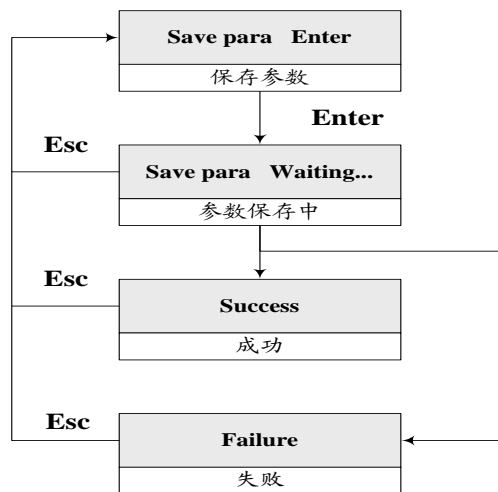 Save para Enter
保存参数
Enter
Esc
Save para Waiting...
参数保存中
Esc
Success
成功
Esc
Failure
失败